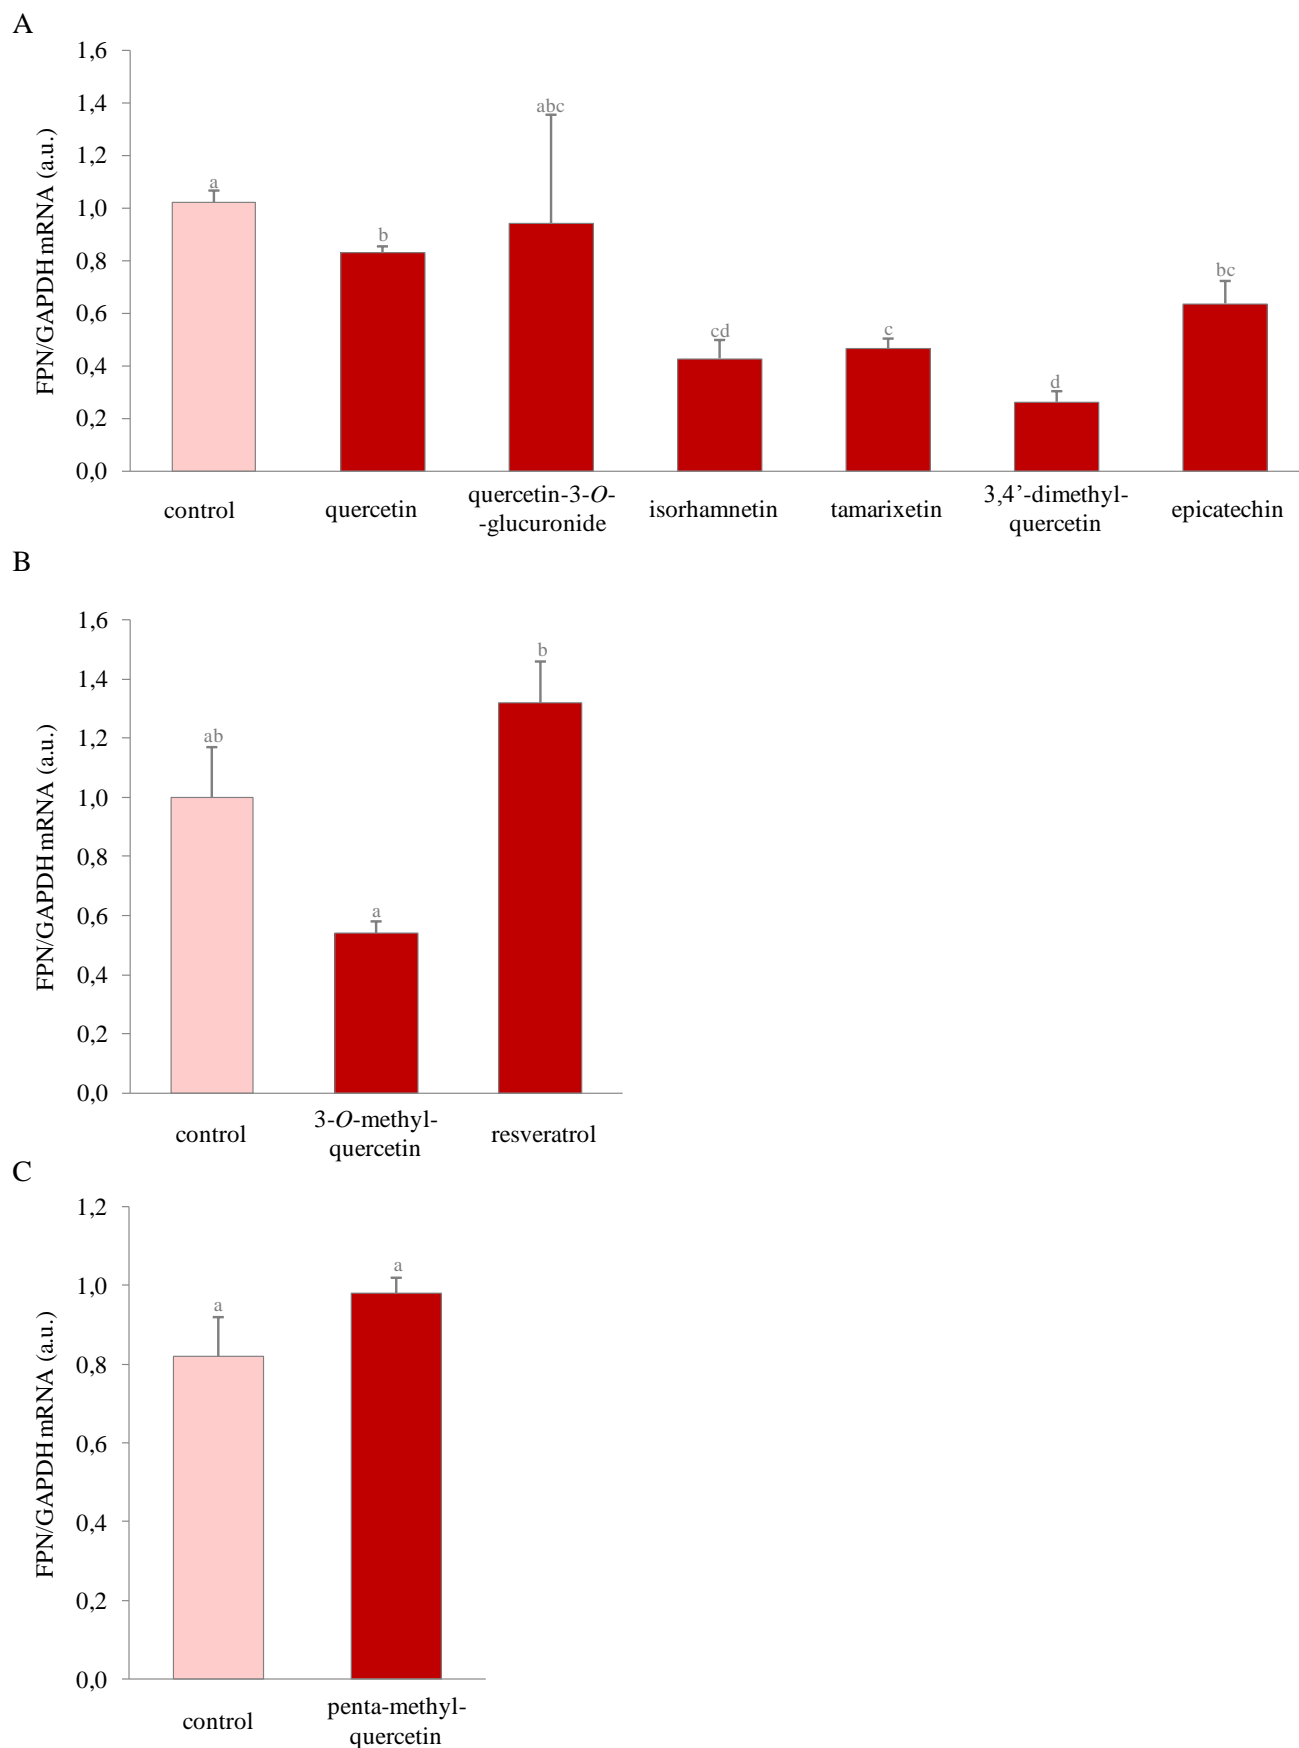 A
1,6
1,4
1,2
1,0
0,8
0,6
0,4
0,2
0,0
FPN/GAPDH mRNA (a.u.)
a
b
abc
cd
c
d
bc
control
quercetin
quercetin-3-O-
-glucuronide
isorhamnetin
tamarixetin
3,4’-dimethyl-
quercetin
epicatechin
B
1,6
1,4
1,2
1,0
0,8
0,6
0,4
0,2
0,0
FPN/GAPDH mRNA (a.u.)
ab
a
b
control
3-O-methyl-
quercetin
resveratrol
C
1,2
1,0
0,8
0,6
0,4
0,2
0,0
FPN/GAPDH mRNA (a.u.)
a
a
control
penta-methyl-
quercetin